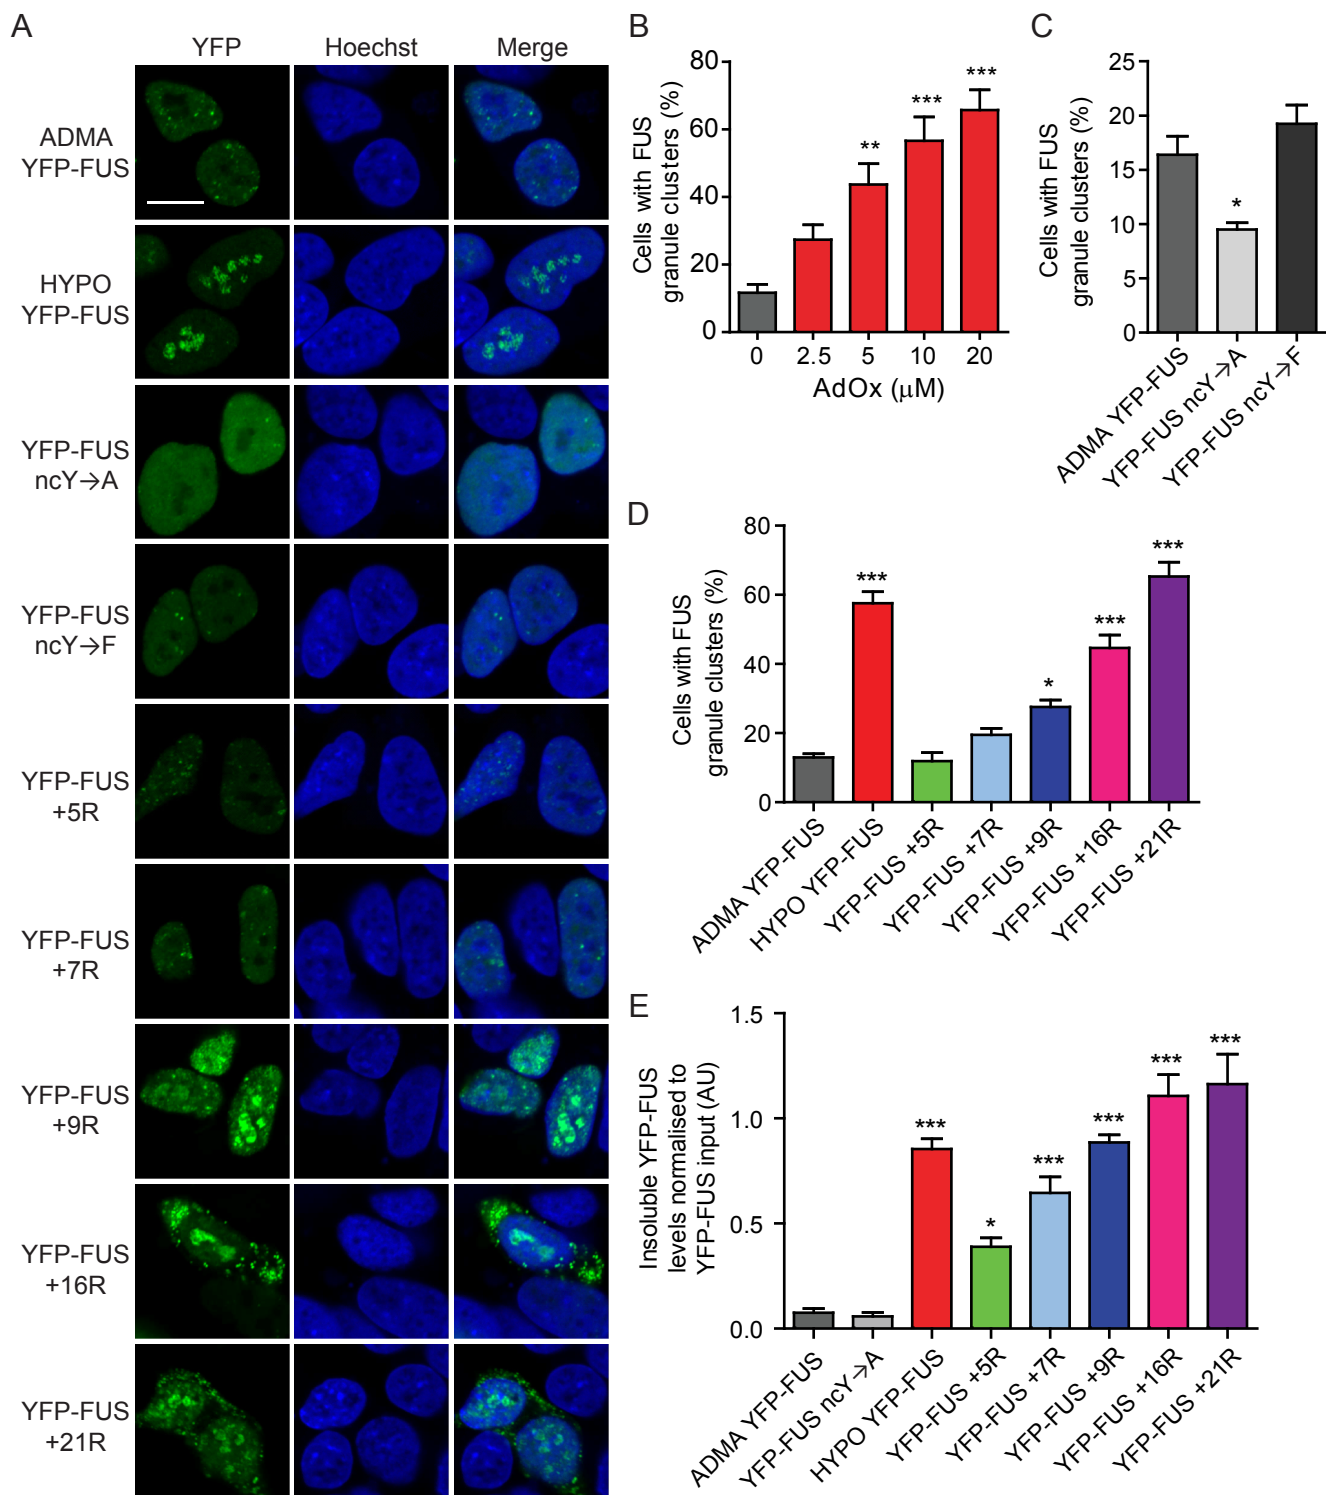 A
YFP
Hoechst
Merge
ADMA
YFP-FUS
HYPO
YFP-FUS
YFP-FUS
ncY→A
YFP-FUS
ncY→F
YFP-FUS
+5R
YFP-FUS
+7R
YFP-FUS
+9R
YFP-FUS
+16R
YFP-FUS
+21R
B
Cells with FUS
granule clusters (%)
80
60
40
20
0
**
***
***
0
2.5
5
10
20
AdOx (μM)
C
Cells with FUS
granule clusters (%)
25
20
15
10
5
0
*
ADMA YFP-FUS
YFP-FUS ncY→A
YFP-FUS ncY→F
D
Cells with FUS
granule clusters (%)
80
60
40
20
0
***
*
***
***
ADMA YFP-FUS
HYPO YFP-FUS
YFP-FUS +5R
YFP-FUS +7R
YFP-FUS +9R
YFP-FUS +16R
YFP-FUS +21R
E
Insoluble YFP-FUS
levels normalised to
YFP-FUS input (AU)
1.5
1.0
0.5
0.0
***
*
***
***
***
***
ADMA YFP-FUS
YFP-FUS ncY→A
HYPO YFP-FUS
YFP-FUS +5R
YFP-FUS +7R
YFP-FUS +9R
YFP-FUS +16R
YFP-FUS +21R